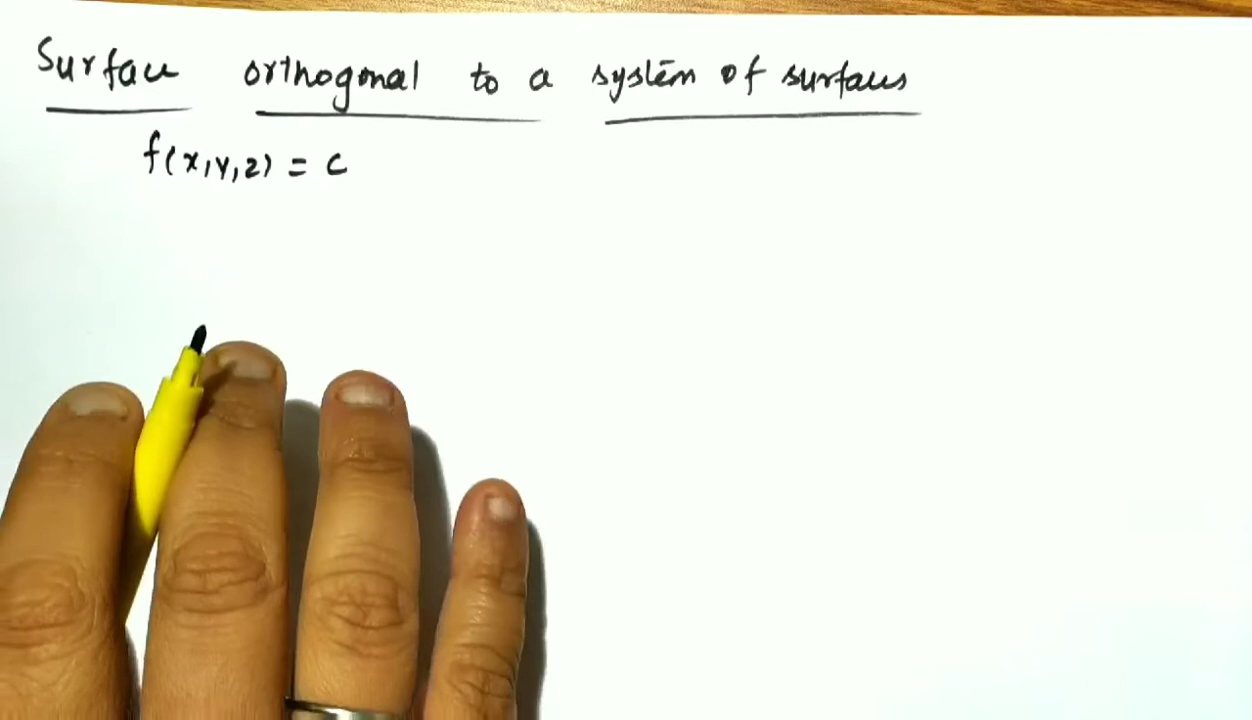 Surface orthogonal to a system of surfaces
f(x,y,z) = c